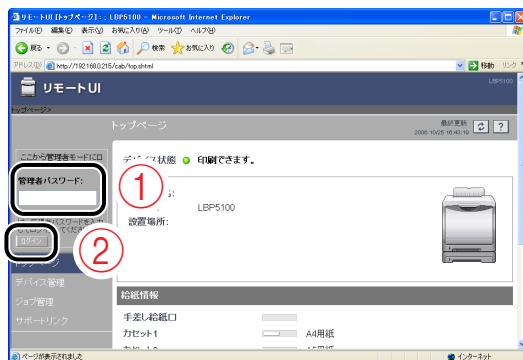 リモートUI [トップページ] : ; LBP5100 - Microsoft Internet Explorer
ファイル(F) 編集(E) 表示(V) お気に入り(A) ツール(T) ヘルプ(H)
戻る 検索 お気に入り
アドレス(D) http://192.168.0.215/cab/top.shtml 移動 リンク
リモートUI
LBP5100
トップページ>
トップページ
最終更新
2006 10/25 16:43:19
?
ここから管理者モードにロ
デバイス状態 印刷できます。
管理者パスワード:
①
LBP5100
設置場所:
ログイン
②
トップページ
デバイス管理
ジョブ管理
サポートリンク
給紙情報
手差し給紙口
カセット1 A4用紙
ページが表示されました
インターネット